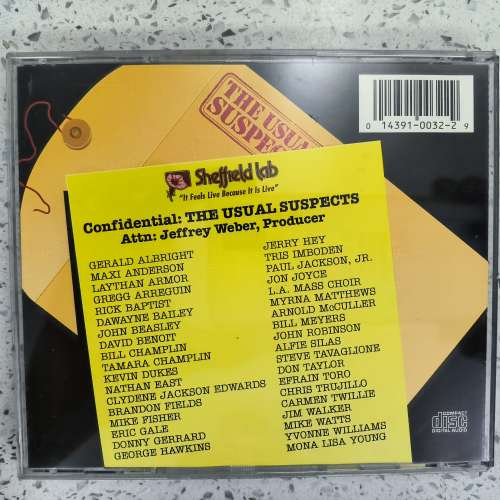 THE USUAL
SUSPECTS
0 14391-0032-2 9
Sheffield Lab
"It Feels Live Because It Is Live"
Confidential: THE USUAL SUSPECTS
Attn: Jeffrey Weber, Producer
GERALD ALBRIGHT
MAXI ANDERSON
LAYTHAN ARMOR
GREGG ARREGUIN
RICK BAPTIST
DAWAYNE BAILEY
JOHN BEASLEY
DAVID BENOIT
BILL CHAMPLIN
TAMARA CHAMPLIN
KEVIN DUKES
NATHAN EAST
CLYDENE JACKSON EDWARDS
BRANDON FIELDS
MIKE FISHER
ERIC GALE
DONNY GERRARD
GEORGE HAWKINS
JERRY HEY
TRIS IMBODEN
PAUL JACKSON, JR.
JON JOYCE
L.A. MASS CHOIR
MYRNA MATTHEWS
ARNOLD McCULLER
BILL MEYERS
JOHN ROBINSON
ALFIE SILAS
STEVE TAVAGLIONE
DON TAYLOR
EFRAIN TORO
CHRIS TRUJILLO
CARMEN TWILLIE
JIM WALKER
MIKE WATTS
YVONNE WILLIAMS
MONA LISA YOUNG
COMPACT
disc
DIGITAL AUDIO